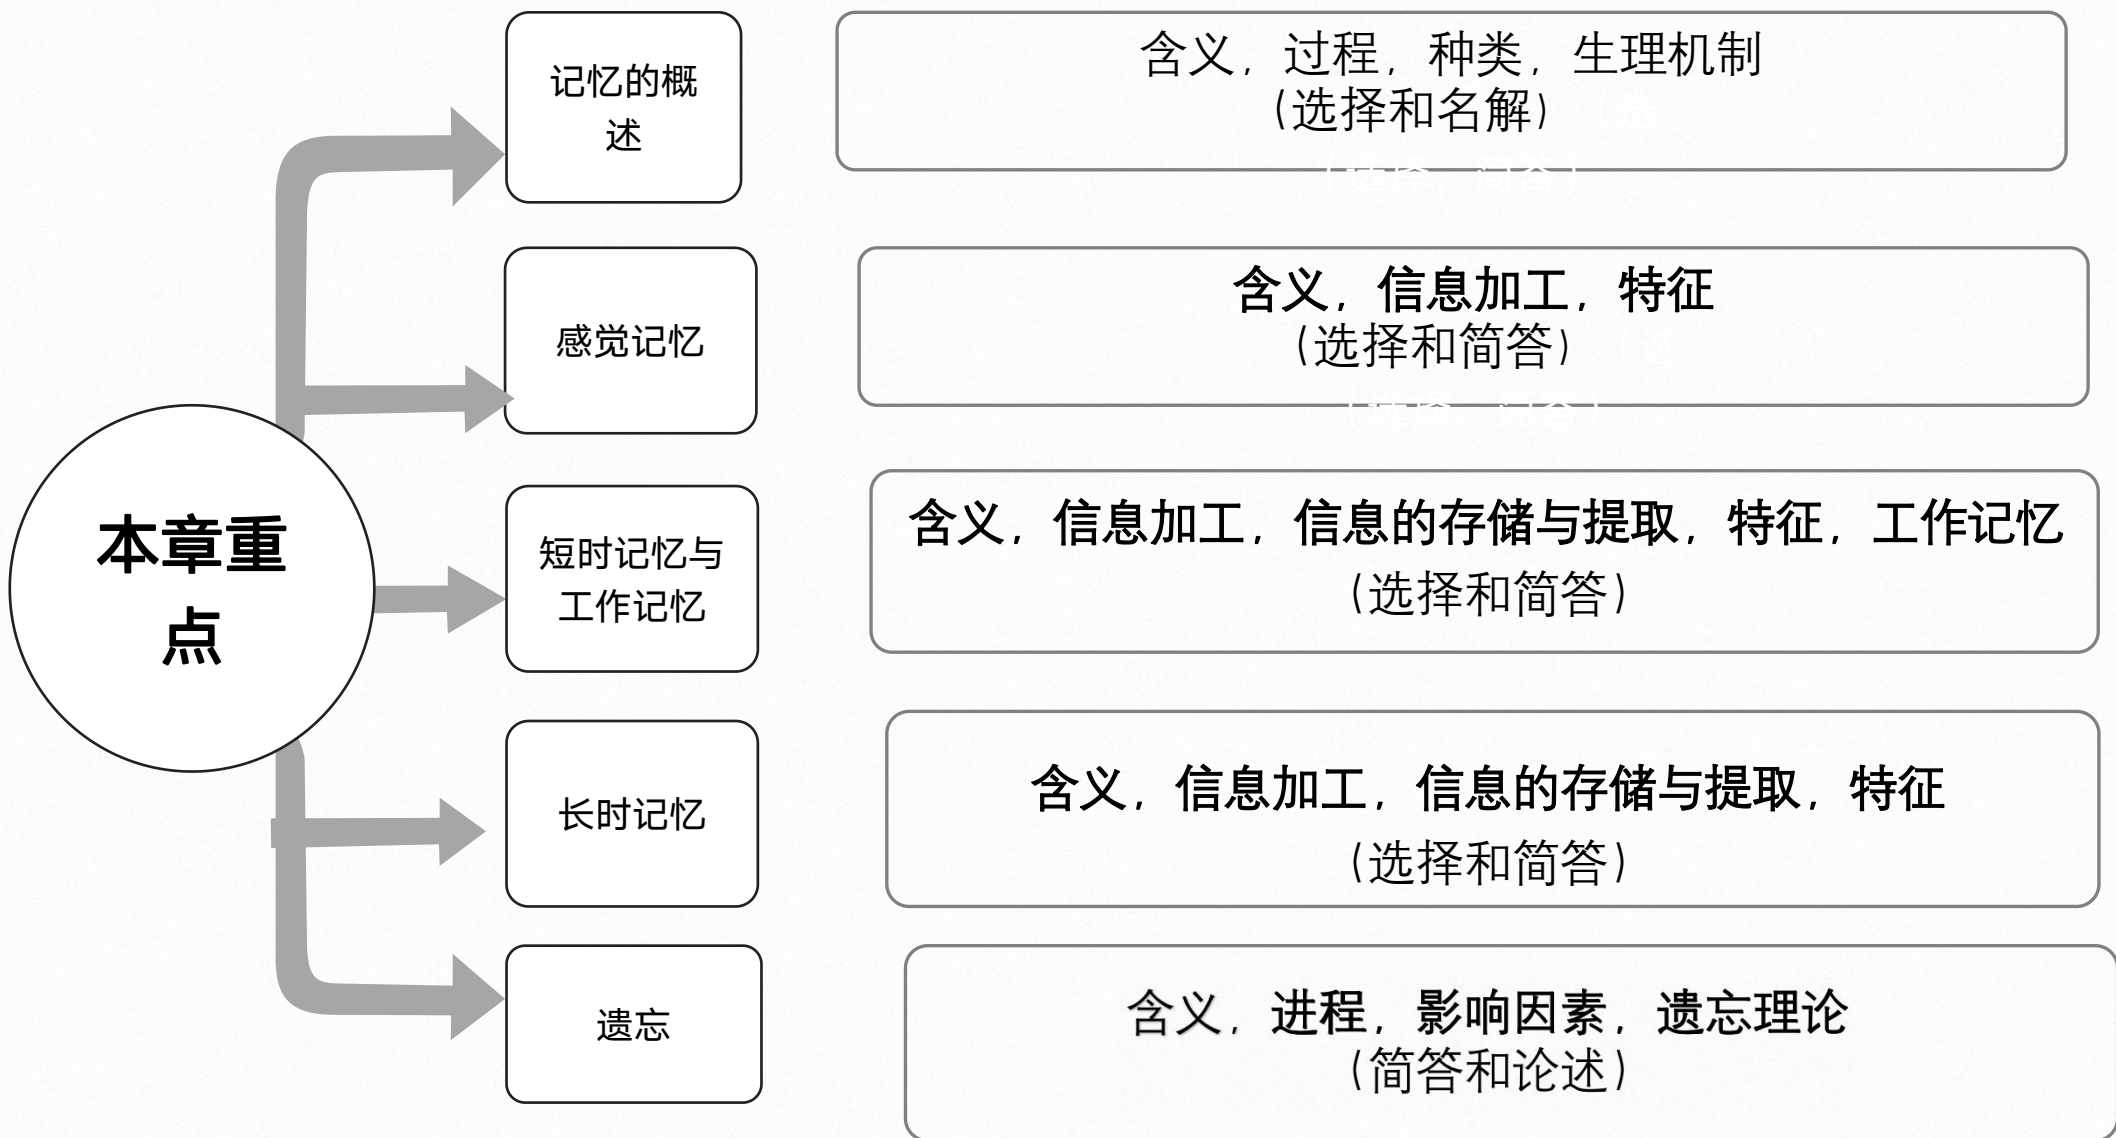 记忆的概
述
含义，过程，种类，生理机制
（选择和名解）
感觉记忆
含义，信息加工，特征
（选择和简答）
本章重
点
短时记忆与
工作记忆
含义，信息加工，信息的存储与提取，特征，工作记忆
（选择和简答）
长时记忆
含义，信息加工，信息的存储与提取，特征
（选择和简答）
遗忘
含义，进程，影响因素，遗忘理论
（简答和论述）